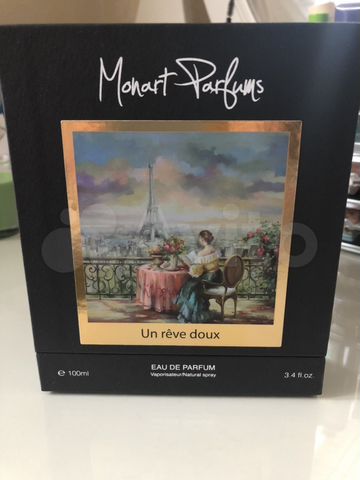 Monart Parfums
Un rêve doux
EAU DE PARFUM
℮ 100ml
Vaporisateur/Natural spray
3.4 fl.oz.